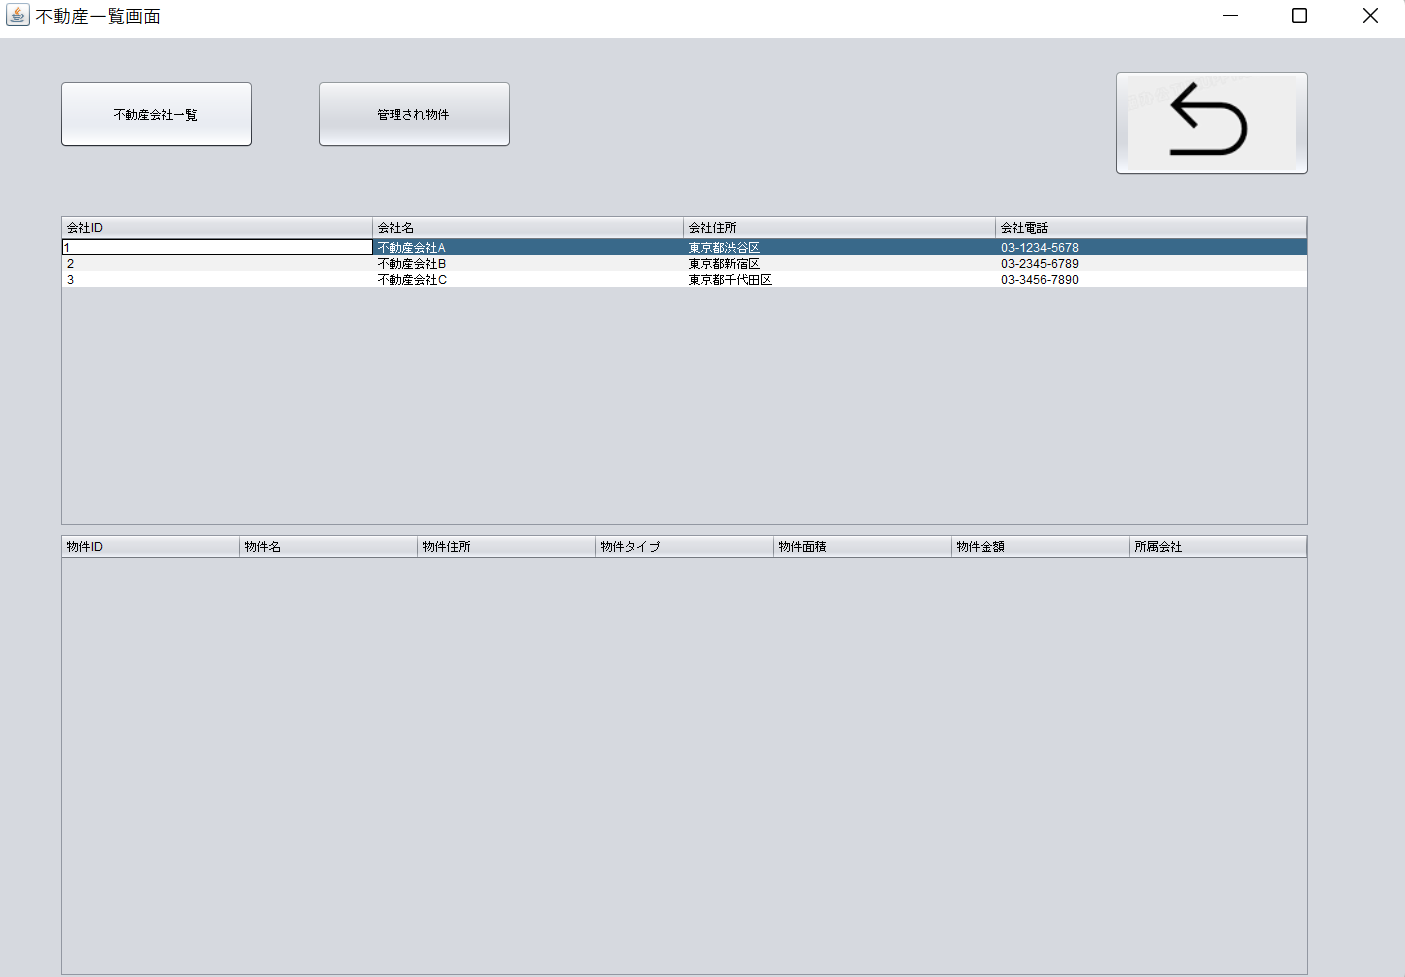 不動産一覧画面
不動産会社一覧 管理され物件
会社ID 会社名 会社住所 会社電話
1 不動産会社A 東京都渋谷区 03-1234-5678
2 不動産会社B 東京都新宿区 03-2345-6789
3 不動産会社C 東京都千代田区 03-3456-7890
物件ID 物件名 物件住所 物件タイプ 物件面積 物件金額 所属会社